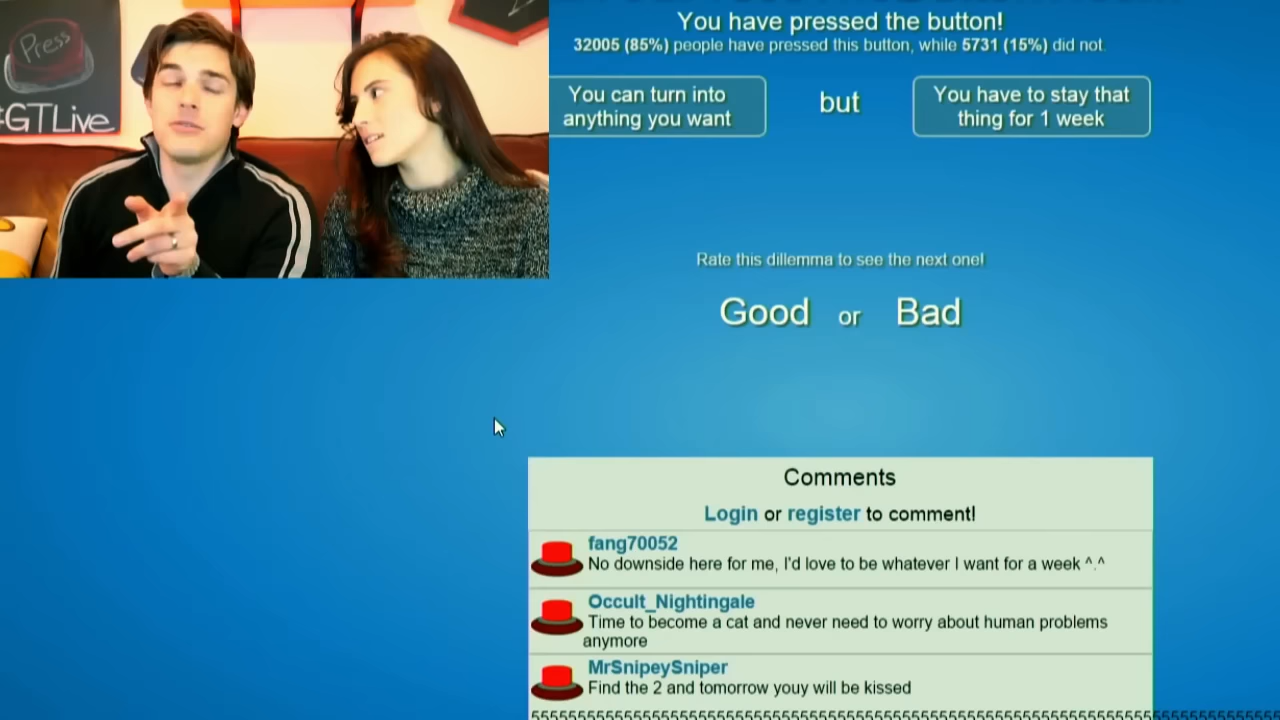 Press
#GTLive
You have pressed the button!
32005 (85%) people have pressed this button, while 5731 (15%) did not.
You can turn into
anything you want
but
You have to stay that
thing for 1 week
Rate this dillemma to see the next one!
Good or Bad
Comments
Login or register to comment!
fang70052
No downside here for me, I'd love to be whatever I want for a week ^.^
Occult_Nightingale
Time to become a cat and never need to worry about human problems
anymore
MrSnipeySniper
Find the 2 and tomorrow youy will be kissed